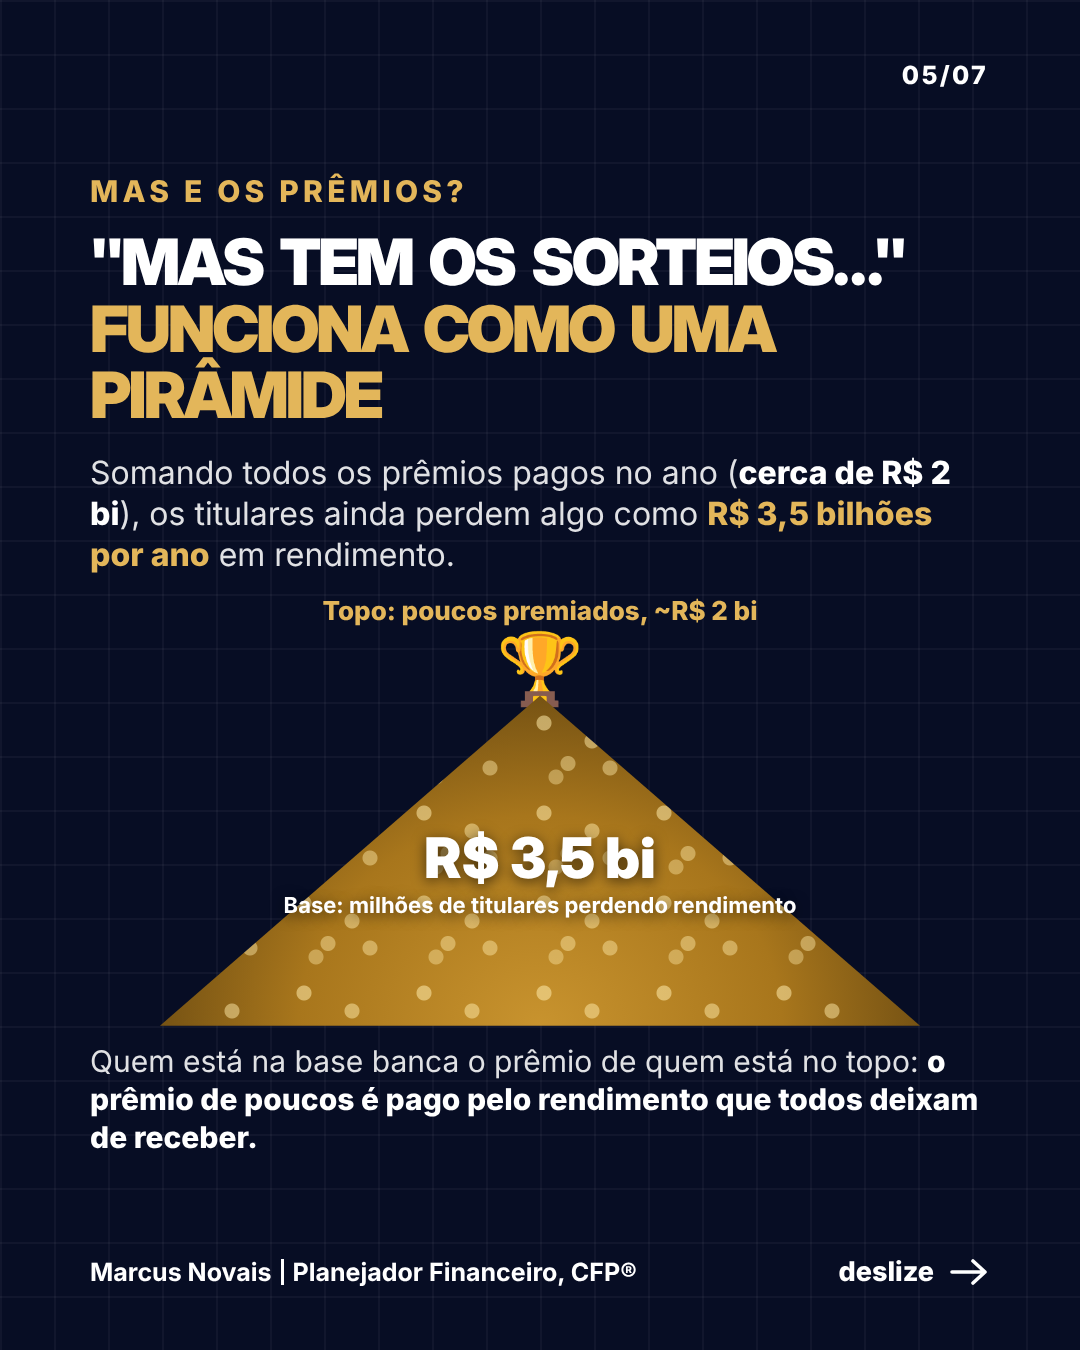 05/07
MAS E OS PRÊMIOS?
"MAS TEM OS SORTEIOS..."
FUNCIONA COMO UMA
PIRÂMIDE
Somando todos os prêmios pagos no ano (cerca de R$ 2
bi), os titulares ainda perdem algo como R$ 3,5 bilhões
por ano em rendimento.
Topo: poucos premiados, ~R$ 2 bi
R$ 3,5 bi
Base: milhões de titulares perdendo rendimento
Quem está na base banca o prêmio de quem está no topo: o
prêmio de poucos é pago pelo rendimento que todos deixam
de receber.
Marcus Novais | Planejador Financeiro, CFP®
deslize →